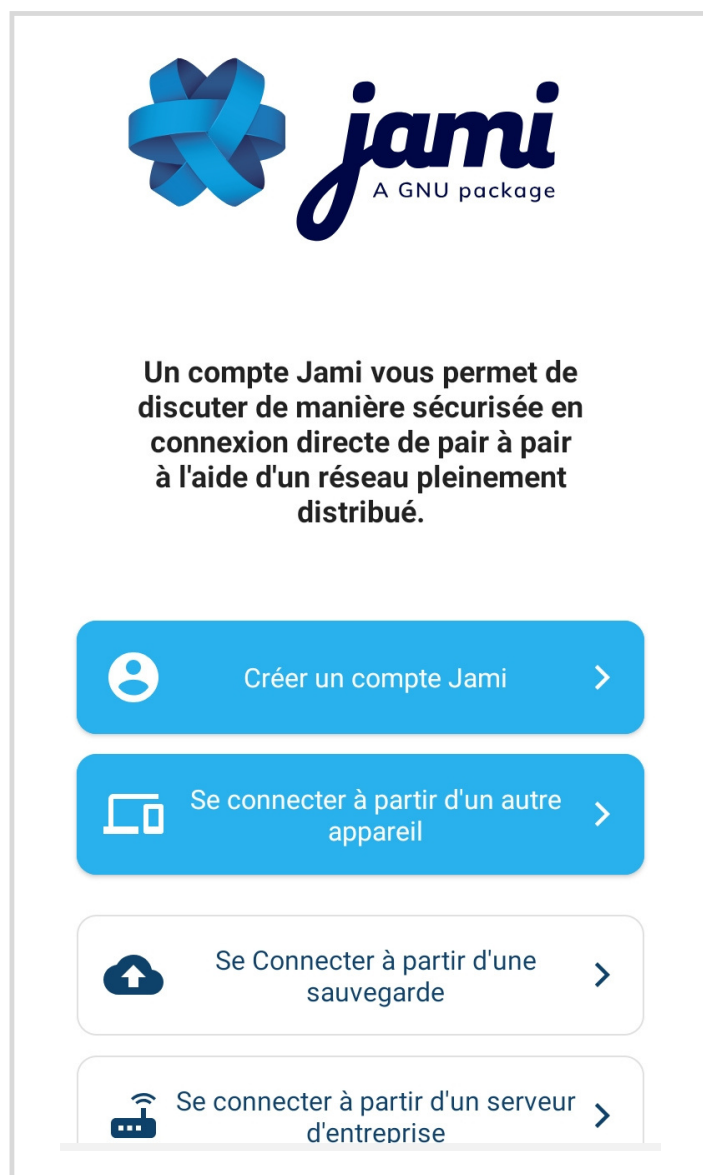 jami
A GNU package
Un compte Jami vous permet de
discuter de manière sécurisée en
connexion directe de pair à pair
à l'aide d'un réseau pleinement
distribué.
Créer un compte Jami
Se connecter à partir d'un autre
appareil
Se Connecter à partir d'une
sauvegarde
Se connecter à partir d'un serveur
d'entreprise